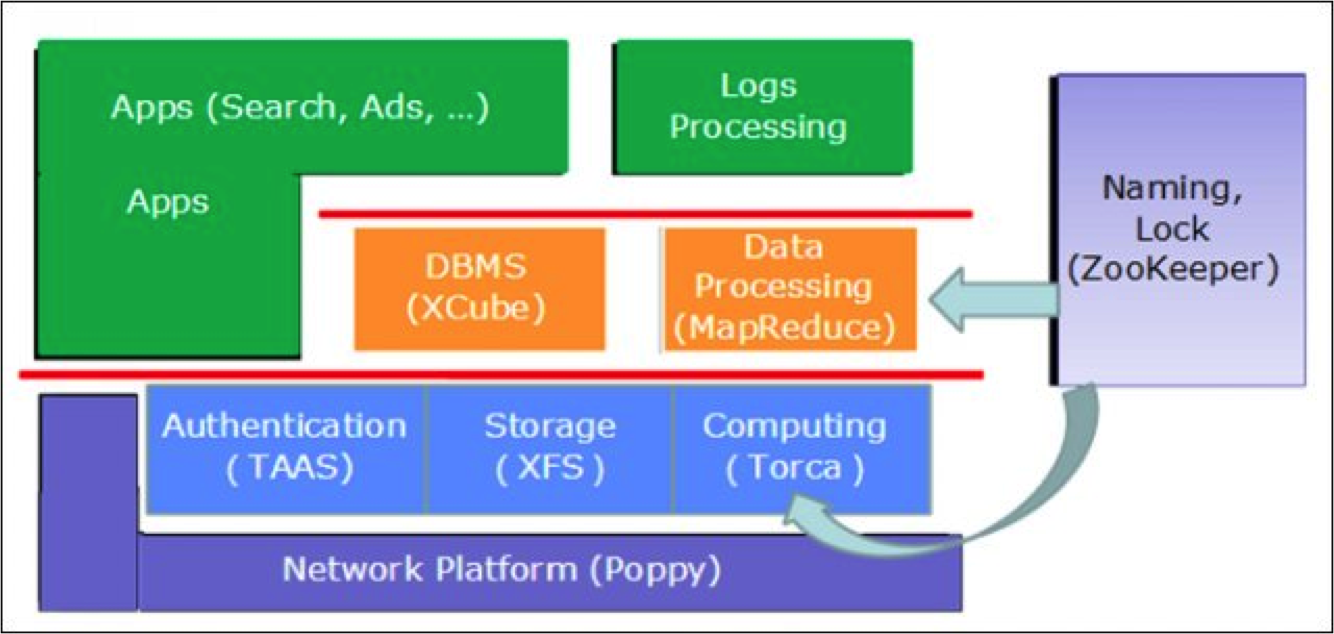 Apps (Search, Ads, ...)
Apps
Logs
Processing
DBMS
(XCube)
Data
Processing
(MapReduce)
Naming,
Lock
(ZooKeeper)
Authentication
( TAAS)
Storage
( XFS )
Computing
( Torca )
Network Platform (Poppy)